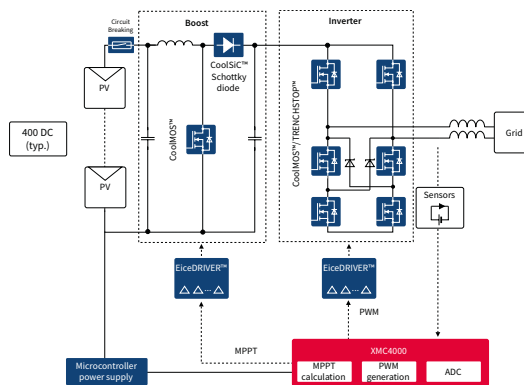 Circuit
Breaking
Boost
Inverter
PV
CoolSiC™
Schottky
diode
400 DC
(typ.)
CoolMOS™
CoolMOS™/TRENCHSTOP™
Grid
PV
Sensors
EiceDRIVER™
EiceDRIVER™
PWM
MPPT
XMC4000
Microcontroller
power supply
MPPT
calculation
PWM
generation
ADC